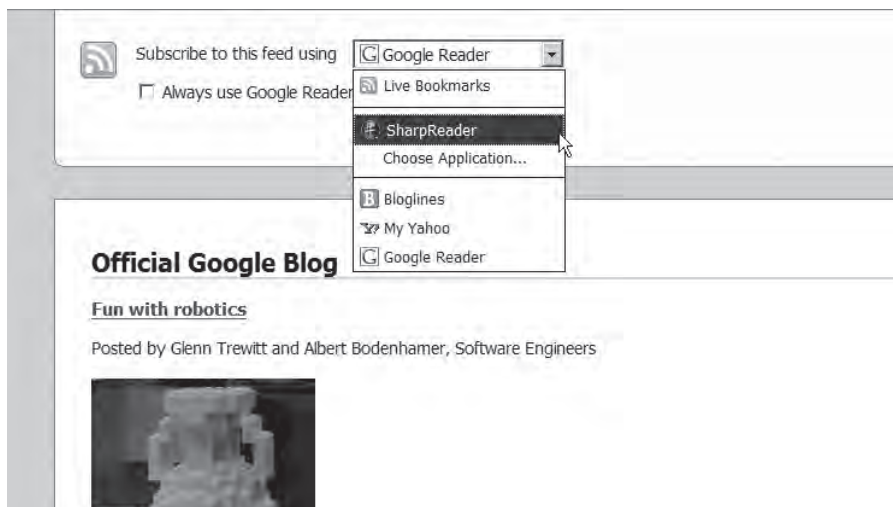 Subscribe to this feed using
Google Reader
Always use Google Reader
Live Bookmarks
SharpReader
Choose Application...
Bloglines
My Yahoo
Google Reader
Official Google Blog
Fun with robotics
Posted by Glenn Trewitt and Albert Bodenhamer, Software Engineers